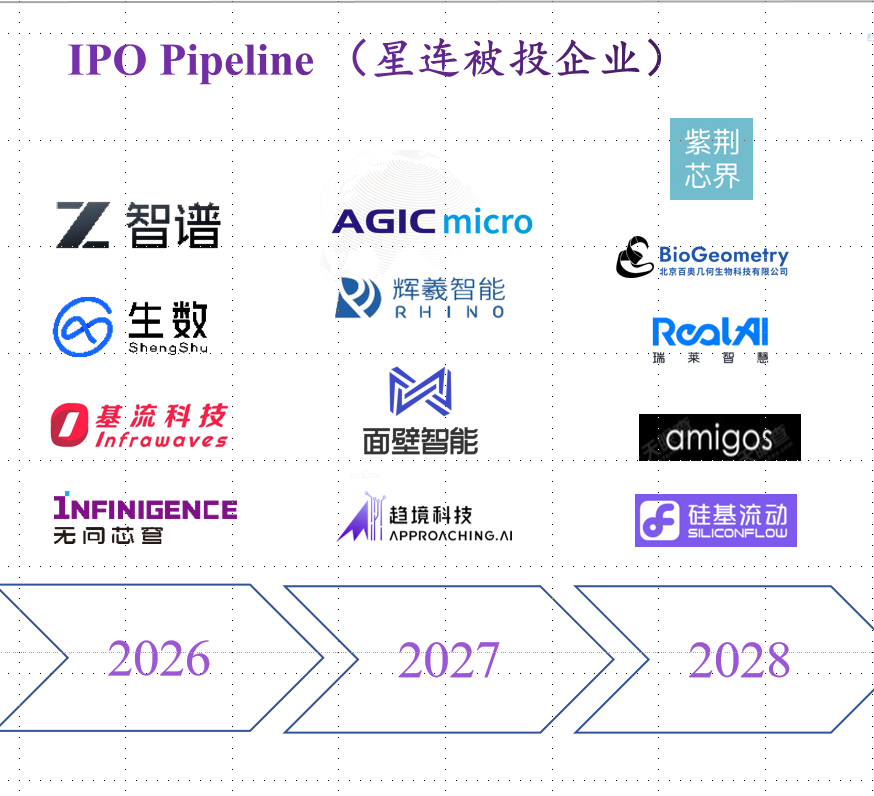 IPO Pipeline （星连被投企业）
智谱
生数
ShengShu
基流科技
Infrawaves
INFINIGENCE
无问芯穹
AGIC micro
辉羲智能
RHINO
面壁智能
趋境科技
APPROACHING.AI
紫荆
芯界
BioGeometry
北京百奥几何生物科技有限公司
RealAI
瑞莱智慧
amigos
硅基流动
SILICONFLOW
2026
2027
2028